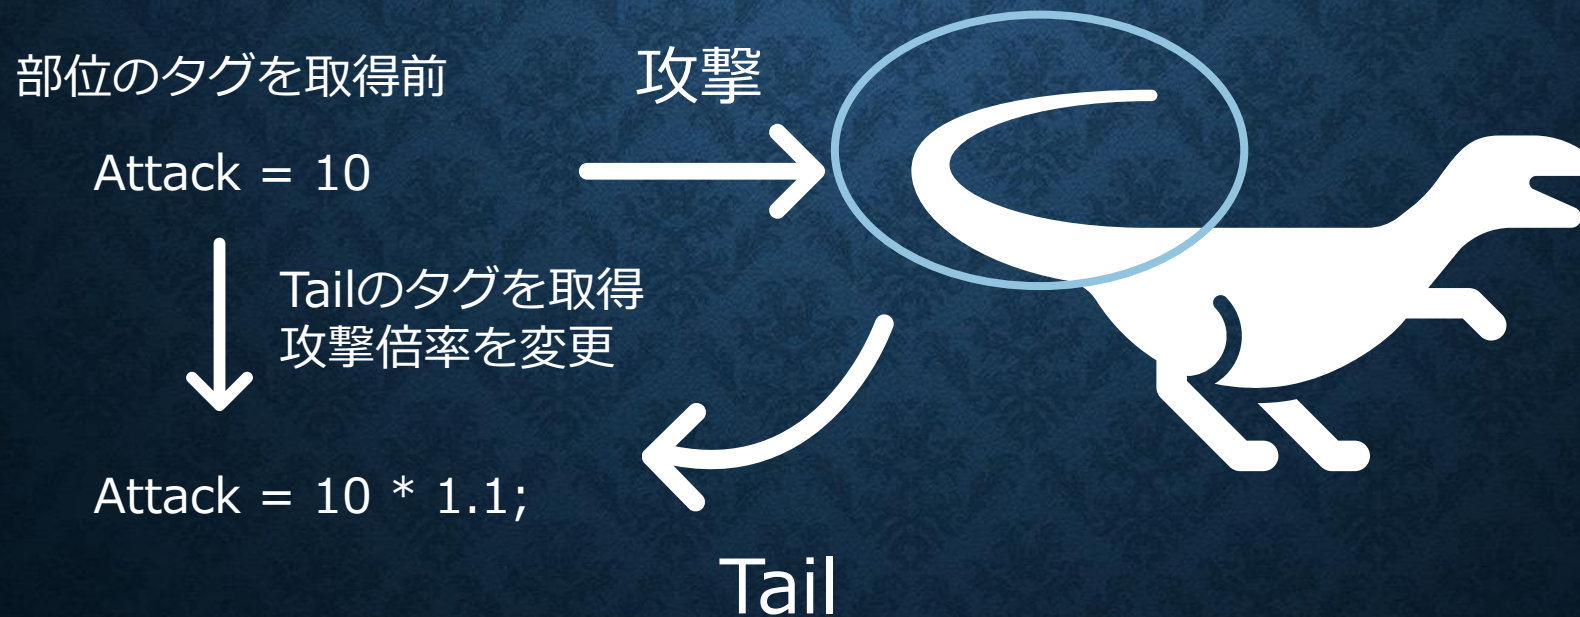 部位のタグを取得前
攻撃
Attack = 10
Tailのタグを取得
攻撃倍率を変更
Attack = 10 * 1.1;
Tail